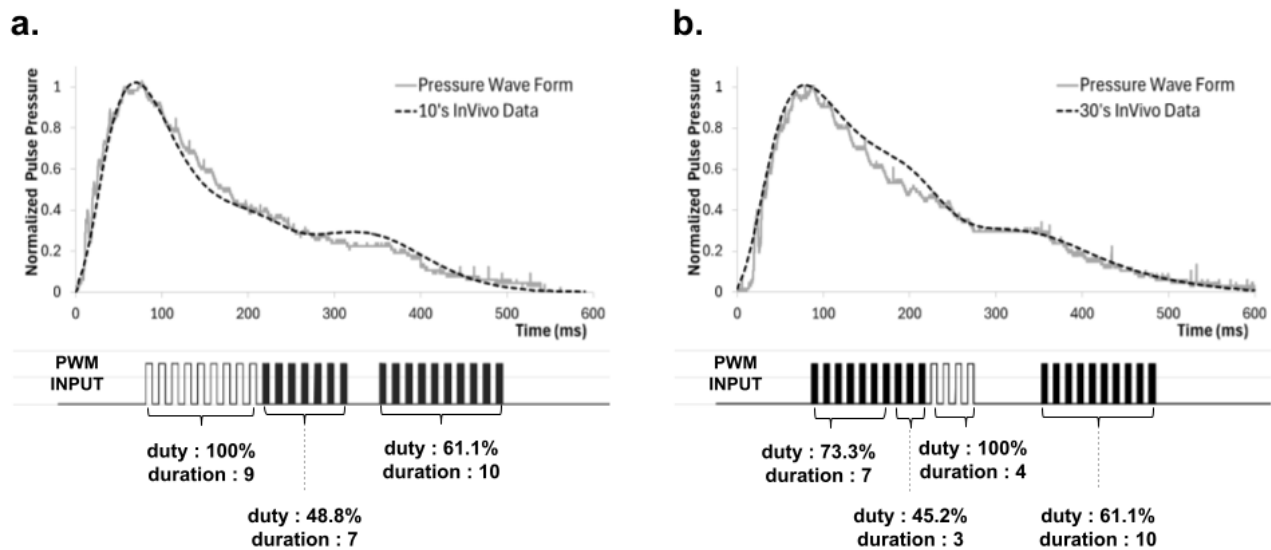 a.
Normalized Pulse Pressure
1
0.8
0.6
0.4
0.2
0
Pressure Wave Form
10's InVivo Data
0 100 200 300 400 500 600
Time (ms)
PWM
INPUT
duty : 100%
duration : 9
duty : 61.1%
duration : 10
duty : 48.8%
duration : 7
b.
Normalized Pulse Pressure
1
0.8
0.6
0.4
0.2
0
Pressure Wave Form
30's InVivo Data
0 100 200 300 400 500 600
Time (ms)
PWM
INPUT
duty : 73.3%
duration : 7
duty : 100%
duration : 4
duty : 45.2%
duration : 3
duty : 61.1%
duration : 10